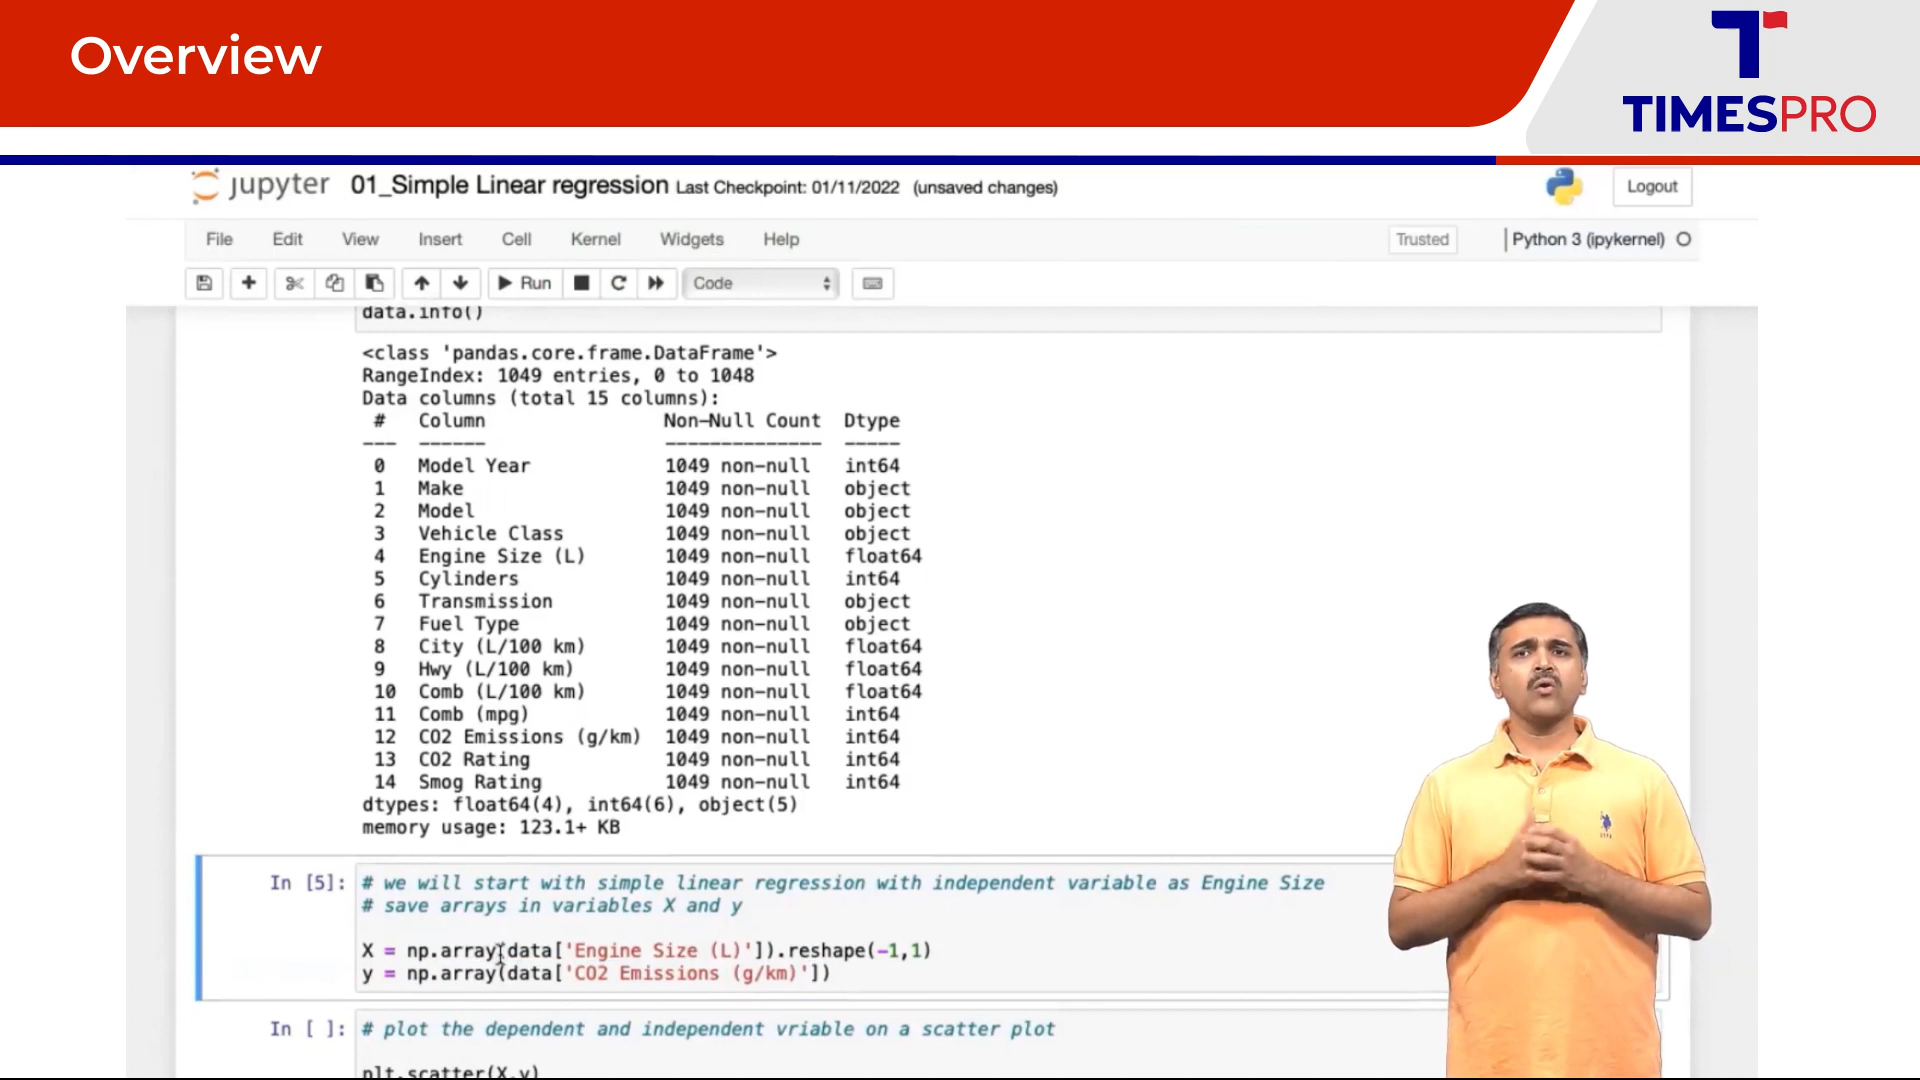 Overview
TIMESPRO
jupyter 01_Simple Linear regression Last Checkpoint: 01/11/2022 (unsaved changes)
Logout
File Edit View Insert Cell Kernel Widgets Help
Trusted
Python 3 (ipykernel)
Run
Code
data.info()
<class 'pandas.core.frame.DataFrame'>
RangeIndex: 1049 entries, 0 to 1048
Data columns (total 15 columns):
# Column Non-Null Count Dtype
--- ------ -------------- -----
0 Model Year 1049 non-null int64
1 Make 1049 non-null object
2 Model 1049 non-null object
3 Vehicle Class 1049 non-null object
4 Engine Size (L) 1049 non-null float64
5 Cylinders 1049 non-null int64
6 Transmission 1049 non-null object
7 Fuel Type 1049 non-null object
8 City (L/100 km) 1049 non-null float64
9 Hwy (L/100 km) 1049 non-null float64
10 Comb (L/100 km) 1049 non-null float64
11 Comb (mpg) 1049 non-null int64
12 CO2 Emissions (g/km) 1049 non-null int64
13 CO2 Rating 1049 non-null int64
14 Smog Rating 1049 non-null int64
dtypes: float64(4), int64(6), object(5)
memory usage: 123.1+ KB
In [5]: # we will start with simple linear regression with independent variable as Engine Size
# save arrays in variables X and y
X = np.array(data['Engine Size (L)']).reshape(-1,1)
y = np.array(data['CO2 Emissions (g/km)'])
In [ ]: # plot the dependent and independent vriable on a scatter plot
plt.scatter(X,y)